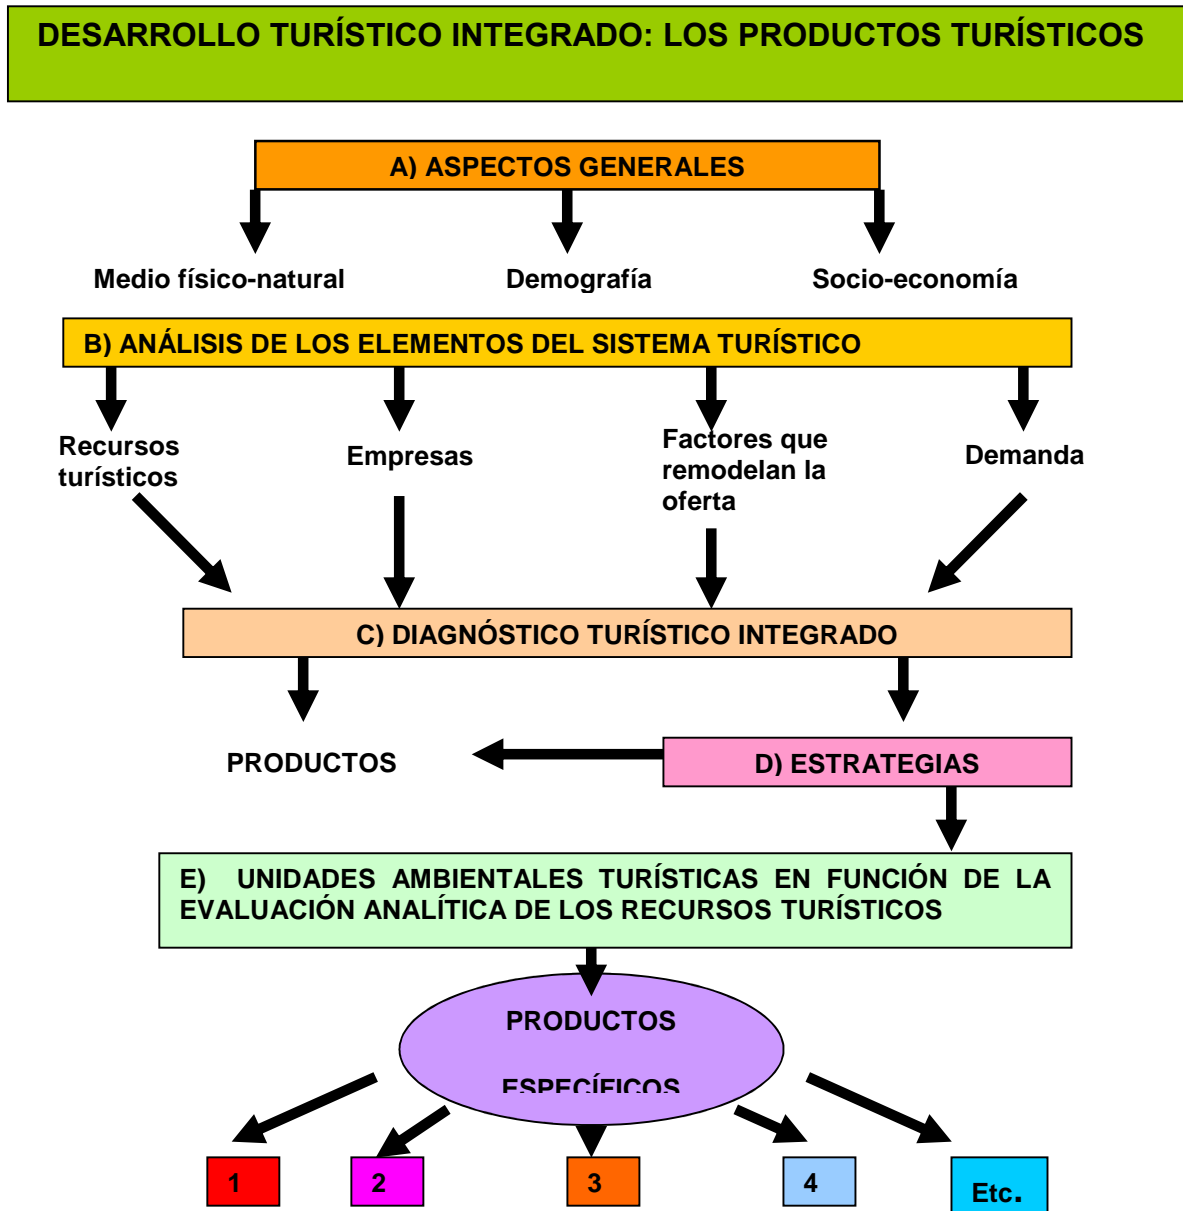 DESARROLLO TURÍSTICO INTEGRADO: LOS PRODUCTOS TURÍSTICOS
A) ASPECTOS GENERALES
Medio físico-natural
Demografía
Socio-economía
B) ANÁLISIS DE LOS ELEMENTOS DEL SISTEMA TURÍSTICO
Recursos
turísticos
Empresas
Factores que
remodelan la
oferta
Demanda
C) DIAGNÓSTICO TURÍSTICO INTEGRADO
PRODUCTOS
D) ESTRATEGIAS
E) UNIDADES AMBIENTALES TURÍSTICAS EN FUNCIÓN DE LA
EVALUACIÓN ANALÍTICA DE LOS RECURSOS TURÍSTICOS
PRODUCTOS
ESPECÍFICOS
1
2
3
4
Etc.